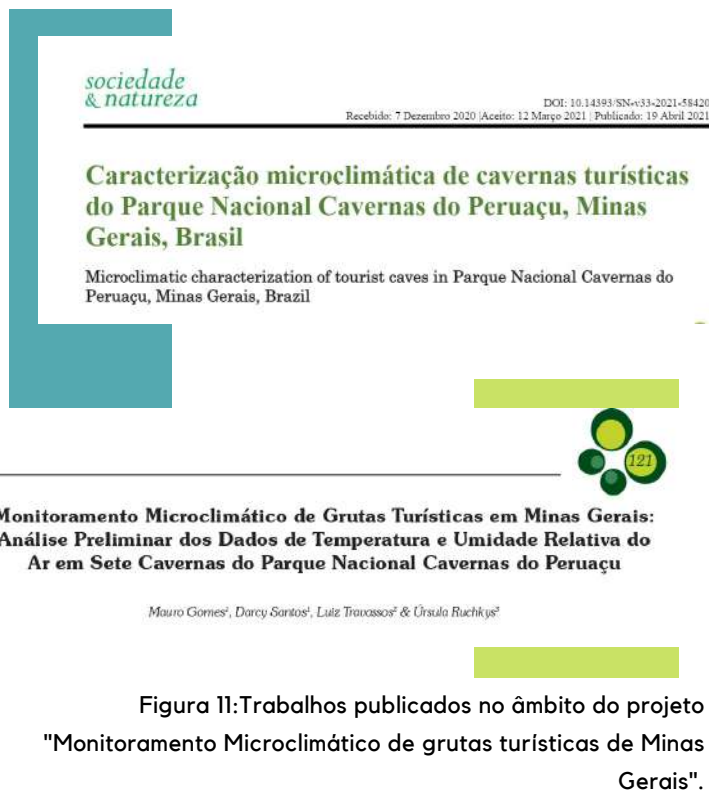 sociedade
& natureza
DOI: 10.14393/SN-v33-2021-58420
Recebido: 7 Dezembro 2020 |Aceito: 12 Março 2021 | Publicado: 19 Abril 2021
Caracterização microclimática de cavernas turísticas
do Parque Nacional Cavernas do Peruaçu, Minas
Gerais, Brasil
Microclimatic characterization of tourist caves in Parque Nacional Cavernas do
Peruaçu, Minas Gerais, Brazil
121
Monitoramento Microclimático de Grutas Turísticas em Minas Gerais:
Análise Preliminar dos Dados de Temperatura e Umidade Relativa do
Ar em Sete Cavernas do Parque Nacional Cavernas do Peruaçu
Mauro Gomes¹, Darcy Santos¹, Luiz Travassos² & Úrsula Ruchkys³
Figura 11:Trabalhos publicados no âmbito do projeto
"Monitoramento Microclimático de grutas turísticas de Minas
Gerais".